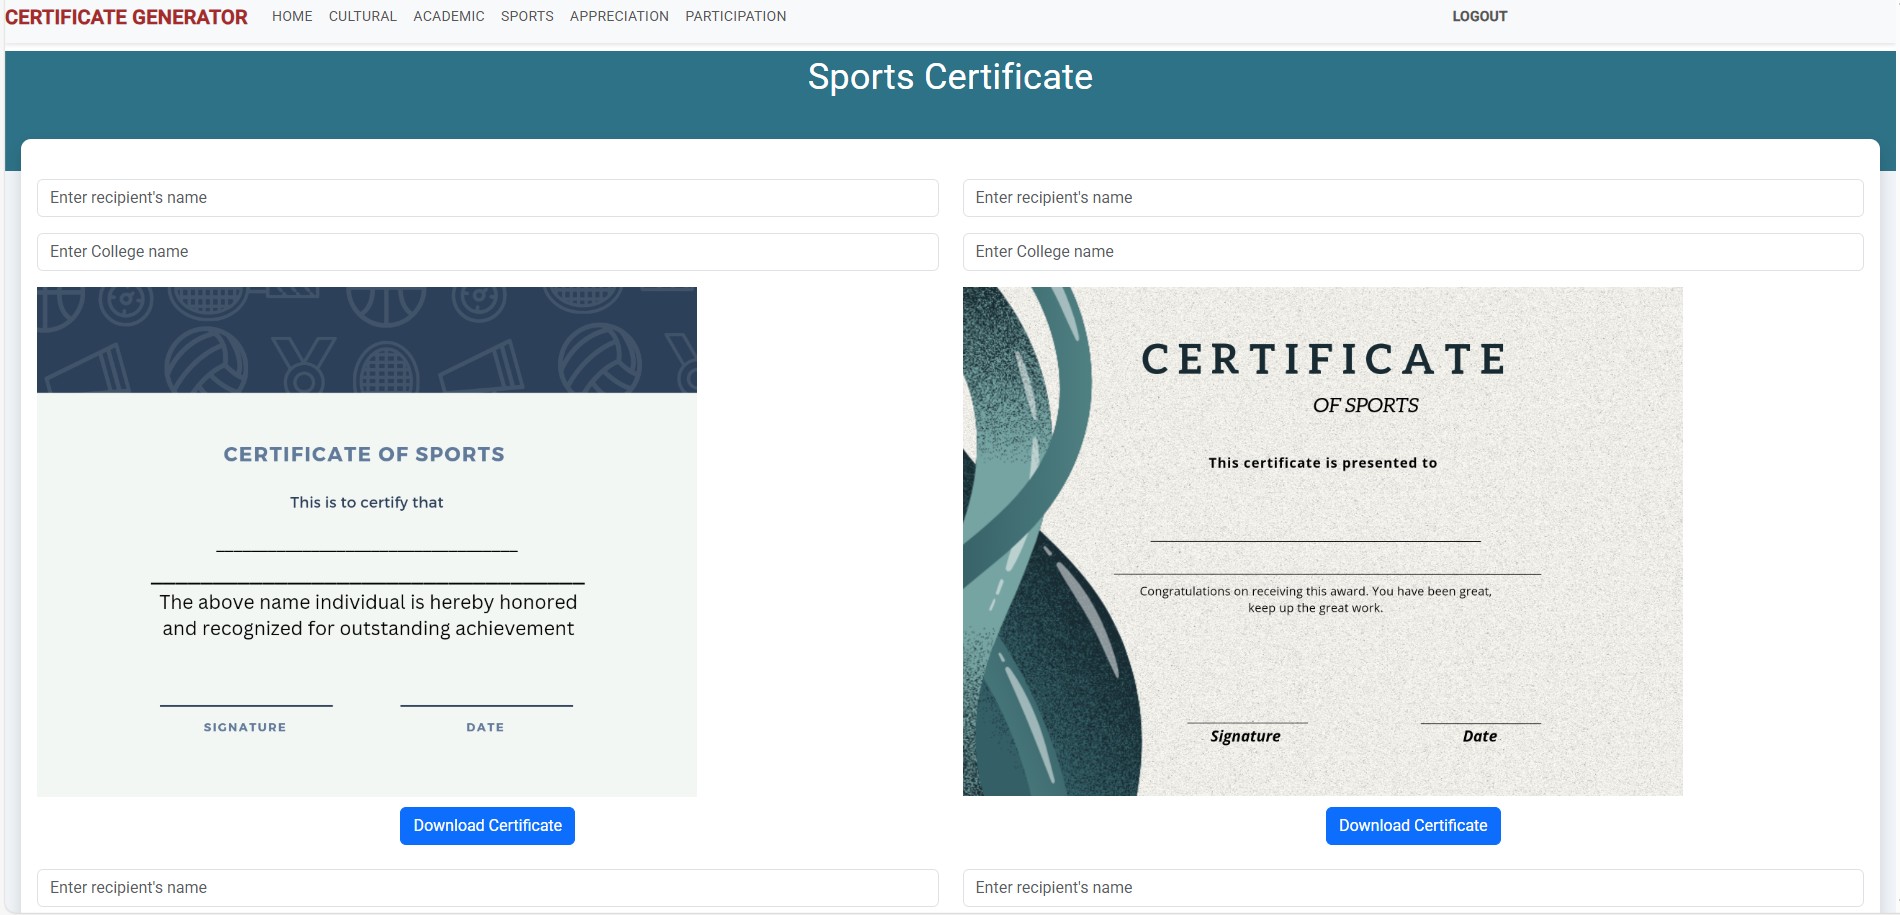 CERTIFICATE GENERATOR HOME CULTURAL ACADEMIC SPORTS APPRECIATION PARTICIPATION LOGOUT
Sports Certificate
Enter recipient's name
Enter College name
CERTIFICATE OF SPORTS
This is to certify that
The above name individual is hereby honored
and recognized for outstanding achievement
SIGNATURE DATE
Download Certificate
Enter recipient's name
Enter College name
CERTIFICATE
OF SPORTS
This certificate is presented to
Congratulations on receiving this award. You have been great,
keep up the great work.
Signature Date
Download Certificate
Enter recipient's name
Enter recipient's name